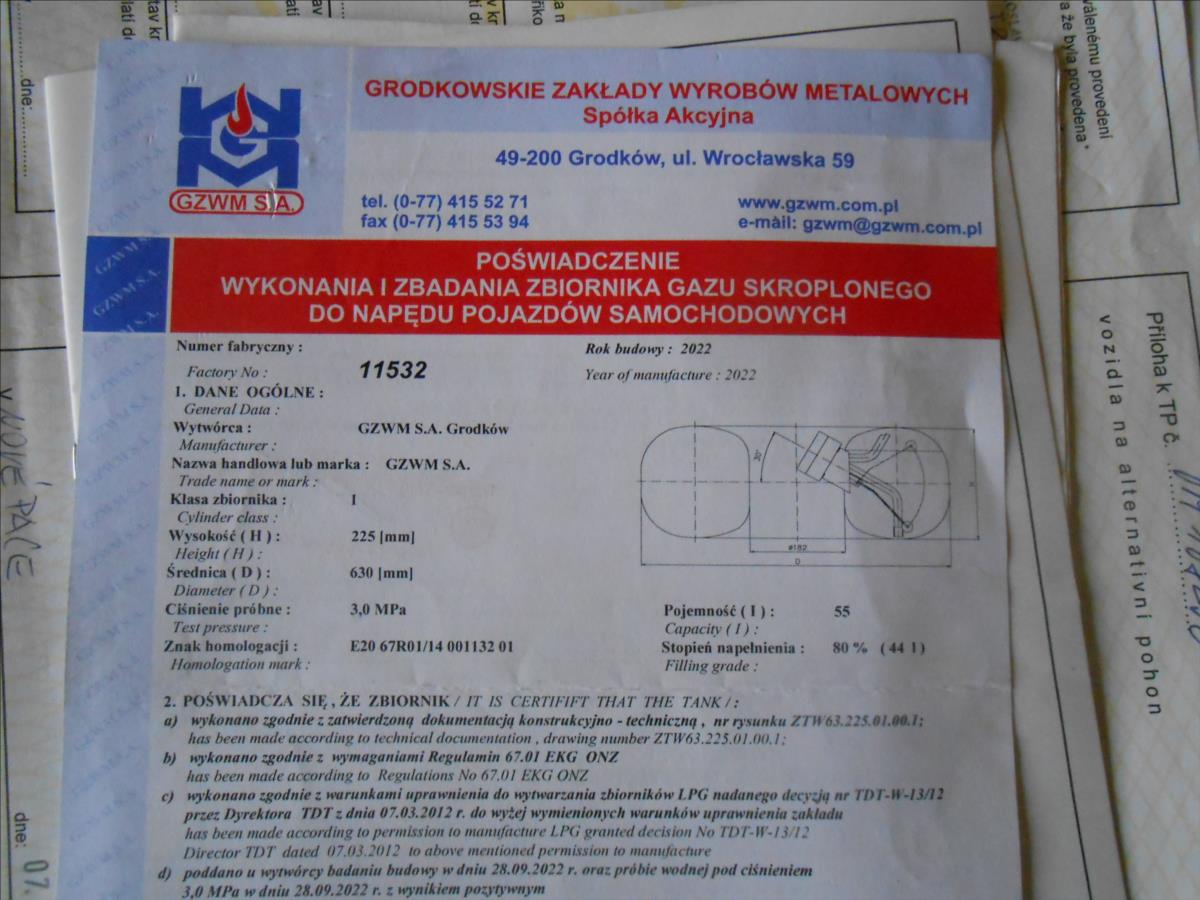 GRODKOWSKIE ZAKŁADY WYROBÓW METALOWYCH
Spółka Akcyjna
49-200 Grodków, ul. Wrocławska 59
GZWM S.A.
tel. (0-77) 415 52 71
fax (0-77) 415 53 94
www.gzwm.com.pl
e-mail: gzwm@gzwm.com.pl
POŚWIADCZENIE
WYKONANIA I ZBADANIA ZBIORNIKA GAZU SKROPLONEGO
DO NAPĘDU POJAZDÓW SAMOCHODOWYCH
Numer fabryczny :
Factory No : 11532
Rok budowy : 2022
Year of manufacture : 2022
1. DANE OGÓLNE :
General Data :
Wytwórca : GZWM S.A. Grodków
Manufacturer :
Nazwa handlowa lub marka : GZWM S.A.
Trade name or mark :
Klasa zbiornika : I
Cylinder class :
Wysokość ( H ) : 225 [mm]
Height ( H ) :
Średnica ( D ) : 630 [mm]
Diameter ( D ) :
30°
H
ø182
D
Ciśnienie próbne : 3,0 MPa
Test pressure :
Pojemność ( I ) : 55
Capacity ( I ) :
Znak homologacji : E20 67R01/14 001132 01
Homologation mark :
Stopień napełnienia : 80 % ( 44 l )
Filling grade :
2. POŚWIADCZA SIĘ, ŻE ZBIORNIK / IT IS CERTIFIFT THAT THE TANK / :
a) wykonano zgodnie z zatwierdzoną dokumentacją konstrukcyjno - techniczną , nr rysunku ZTW63.225.01.00.1;
has been made according to technical documentation , drawing number ZTW63.225.01.00.1;
b) wykonano zgodnie z wymaganiami Regulamin 67.01 EKG ONZ
has been made according to Regulations No 67.01 EKG ONZ
c) wykonano zgodnie z warunkami uprawnienia do wytwarzania zbiorników LPG nadanego decyzją nr TDT-W-13/12
przez Dyrektora TDT z dnia 07.03.2012 r. do wyżej wymienionych warunków uprawnienia zakładu
has been made according to permission to manufacture LPG granted decision No TDT-W-13/12
Director TDT dated 07.03.2012 to above mentioned permission to manufacture
d) poddano u wytwórcy badaniu budowy w dniu 28.09.2022 r. oraz próbie wodnej pod ciśnieniem
3,0 MPa w dniu 28.09.2022 r. z wynikiem pozytywnym
dne:
v NOVÉ PACE
dne: 07.
válenému provedení
a že byla provedena*
Příloha k TP č.
vozidla na alternativní pohon